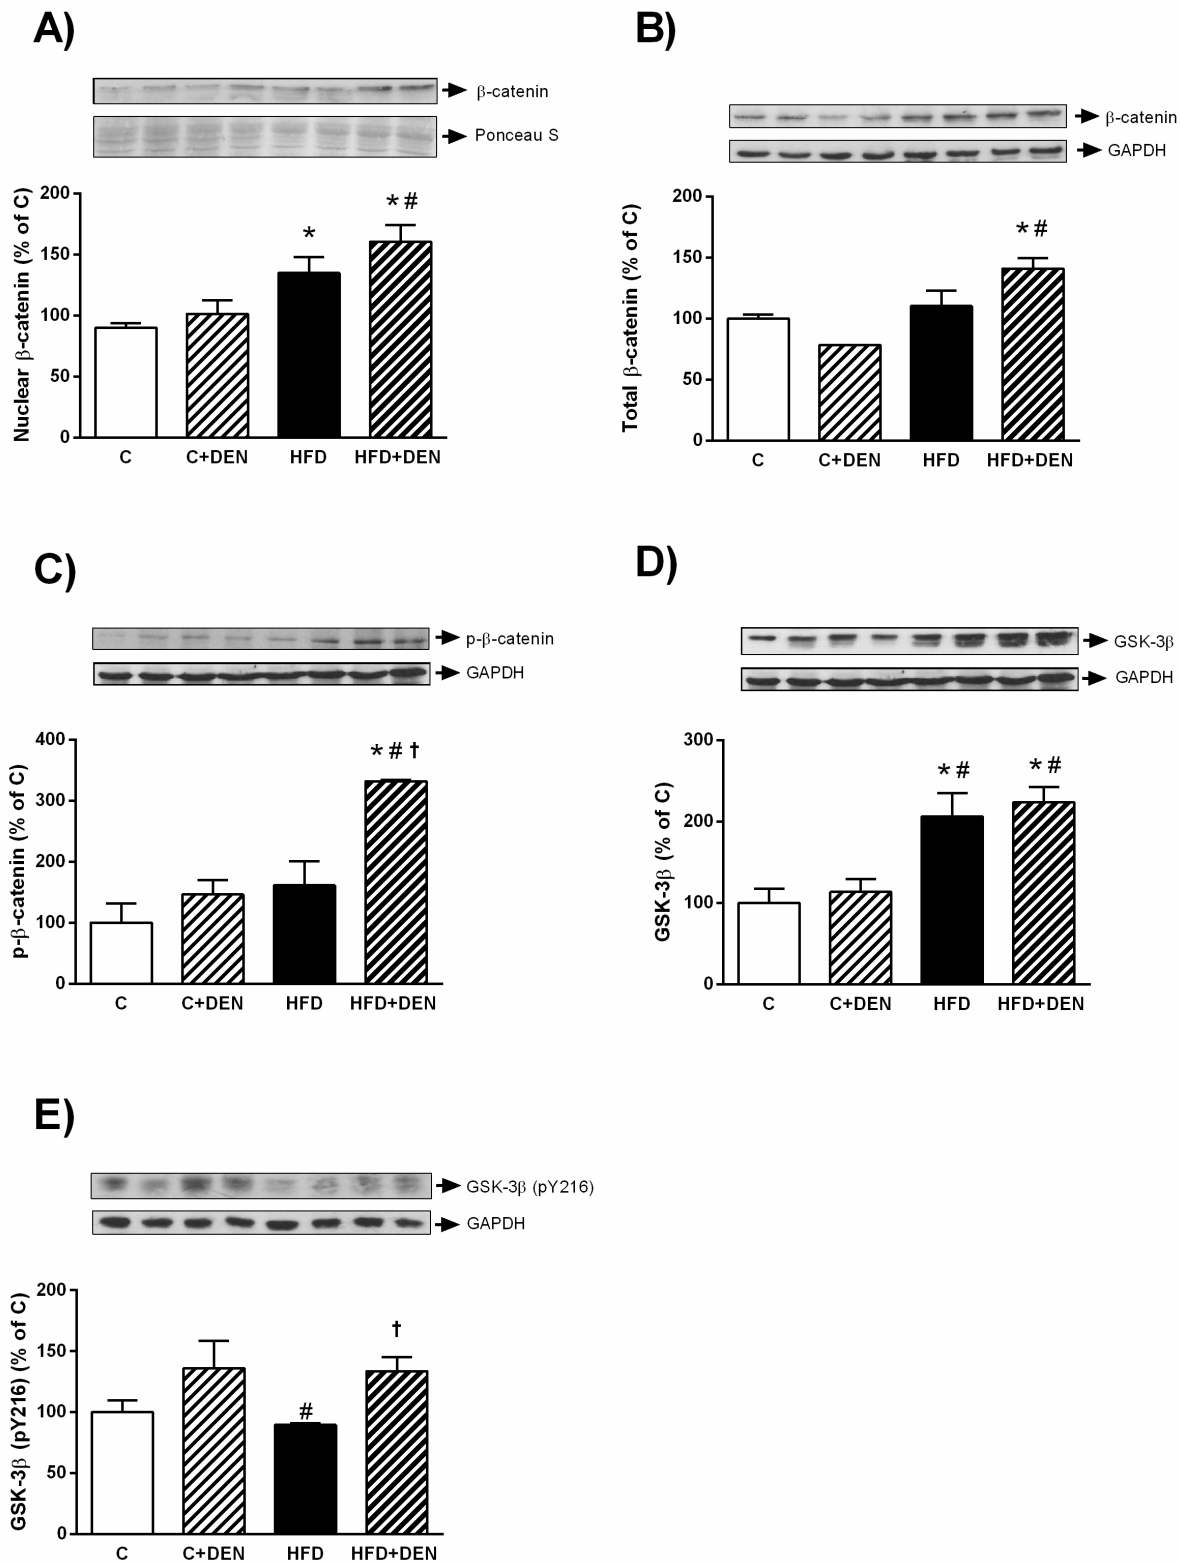 A)
β-catenin
Ponceau S
Nuclear β-catenin (% of C)
200
150
100
50
0
*
* #
C C+DEN HFD HFD+DEN
B)
β-catenin
GAPDH
Total β-catenin (% of C)
200
150
100
50
0
* #
C C+DEN HFD HFD+DEN
C)
p-β-catenin
GAPDH
p-β-catenin (% of C)
400
300
200
100
0
* # †
C C+DEN HFD HFD+DEN
D)
GSK-3β
GAPDH
GSK-3β (% of C)
300
200
100
0
* #
* #
C C+DEN HFD HFD+DEN
E)
GSK-3β (pY216)
GAPDH
GSK-3β (pY216) (% of C)
200
150
100
50
0
#
†
C C+DEN HFD HFD+DEN